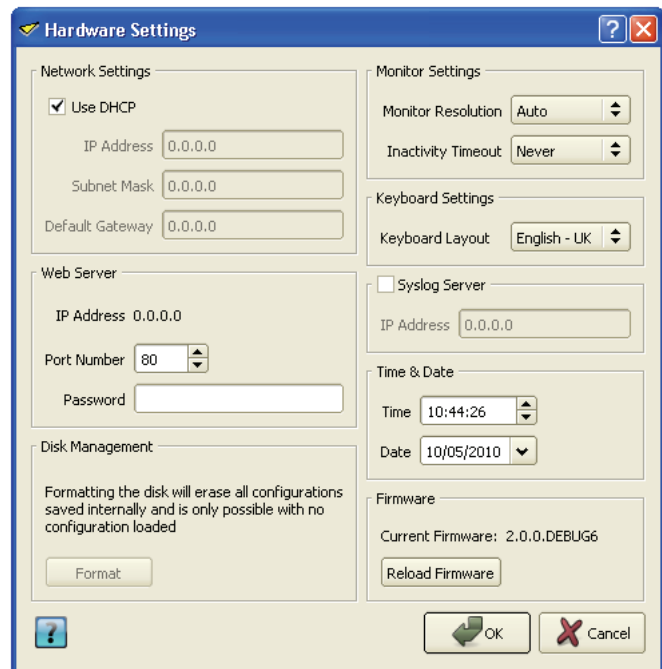 Hardware Settings
Network Settings
Use DHCP
IP Address 0.0.0.0
Subnet Mask 0.0.0.0
Default Gateway 0.0.0.0
Web Server
IP Address 0.0.0.0
Port Number 80
Password
Disk Management
Formatting the disk will erase all configurations
saved internally and is only possible with no
configuration loaded
Format
Monitor Settings
Monitor Resolution Auto
Inactivity Timeout Never
Keyboard Settings
Keyboard Layout English - UK
Syslog Server
IP Address 0.0.0.0
Time & Date
Time 10:44:26
Date 10/05/2010
Firmware
Current Firmware: 2.0.0.DEBUG6
Reload Firmware
OK
Cancel